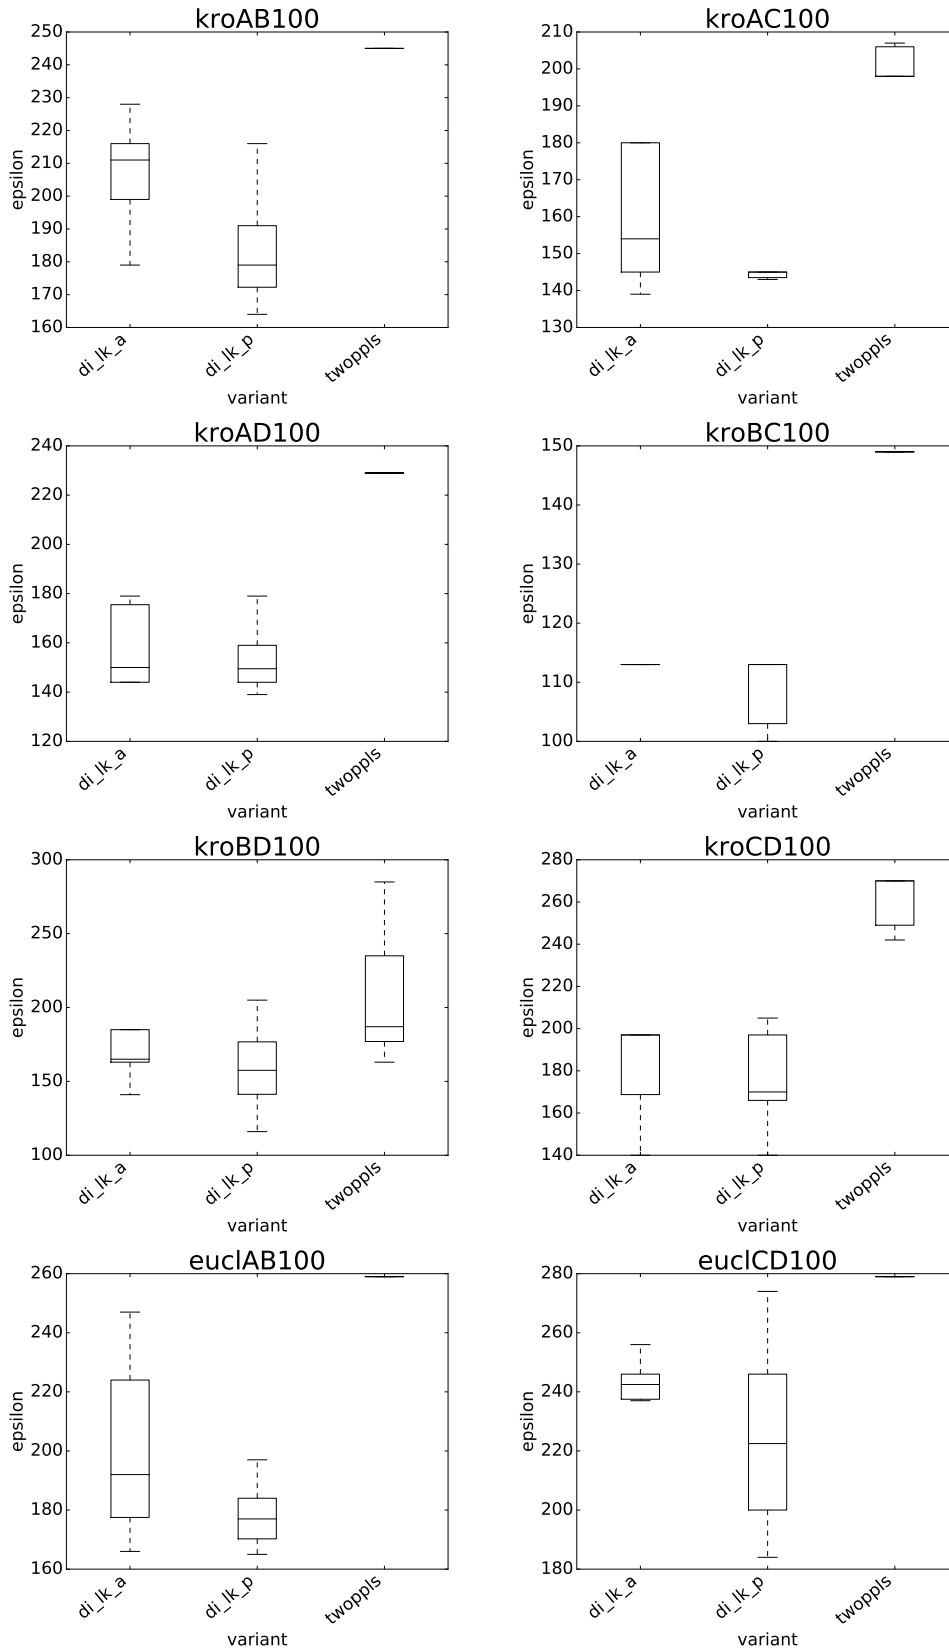 kroAB100
250
240
230
220
210
200
190
180
170
160
epsilon
di_lk_a
di_lk_p
twoppls
variant
kroAC100
210
200
190
180
170
160
150
140
130
epsilon
di_lk_a
di_lk_p
twoppls
variant
kroAD100
240
220
200
180
160
140
120
epsilon
di_lk_a
di_lk_p
twoppls
variant
kroBC100
150
140
130
120
110
100
epsilon
di_lk_a
di_lk_p
twoppls
variant
kroBD100
300
250
200
150
100
epsilon
di_lk_a
di_lk_p
twoppls
variant
kroCD100
280
260
240
220
200
180
160
140
epsilon
di_lk_a
di_lk_p
twoppls
variant
euclAB100
260
240
220
200
180
160
epsilon
di_lk_a
di_lk_p
twoppls
variant
euclCD100
280
260
240
220
200
180
epsilon
di_lk_a
di_lk_p
twoppls
variant